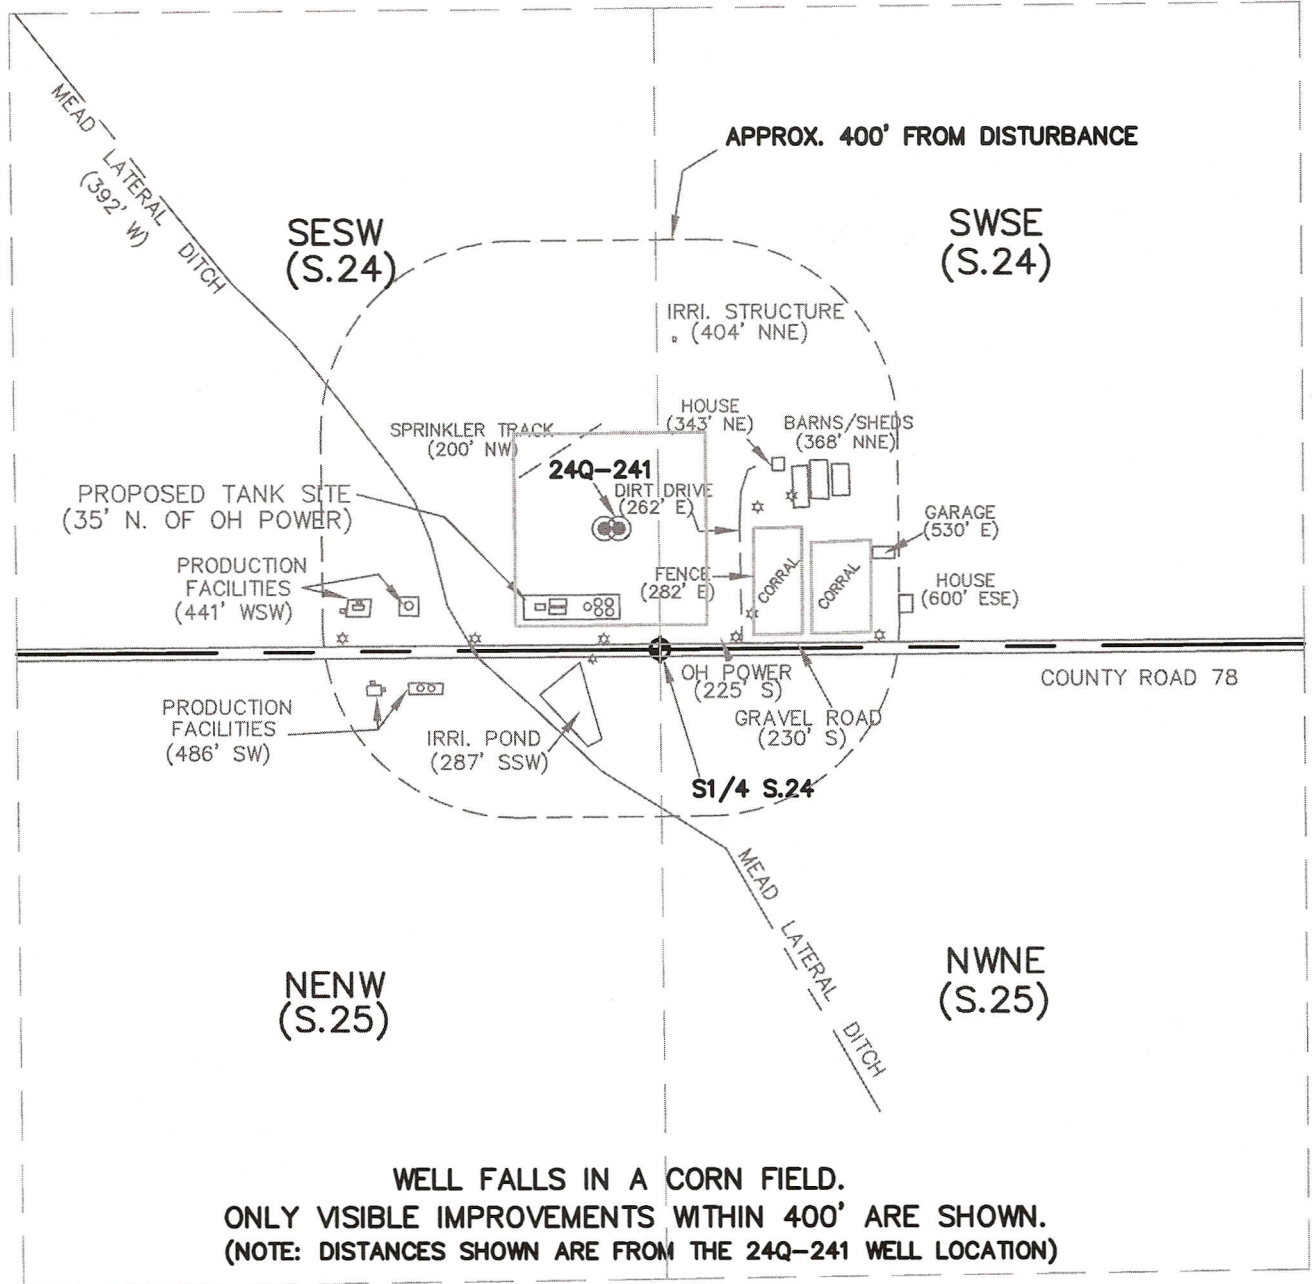 APPROX. 400' FROM DISTURBANCE
MEAD LATERAL DITCH
(392' W)
SESW
(S.24)
SWSE
(S.24)
IRRI. STRUCTURE
(404' NNE)
HOUSE
(343' NE)
BARNS/SHEDS
(368' NNE)
SPRINKLER TRACK
(200' NW)
24Q-241
DIRT DRIVE
(262' E)
PROPOSED TANK SITE
(35' N. OF OH POWER)
GARAGE
(530' E)
PRODUCTION
FACILITIES
(441' WSW)
FENCE
(282' E)
CORRAL
CORRAL
HOUSE
(600' ESE)
OH POWER
(225' S)
COUNTY ROAD 78
PRODUCTION
FACILITIES
(486' SW)
IRRI. POND
(287' SSW)
GRAVEL ROAD
(230' S)
S1/4 S.24
MEAD LATERAL DITCH
NENW
(S.25)
NWNE
(S.25)
WELL FALLS IN A CORN FIELD.
ONLY VISIBLE IMPROVEMENTS WITHIN 400' ARE SHOWN.
(NOTE: DISTANCES SHOWN ARE FROM THE 24Q-241 WELL LOCATION)